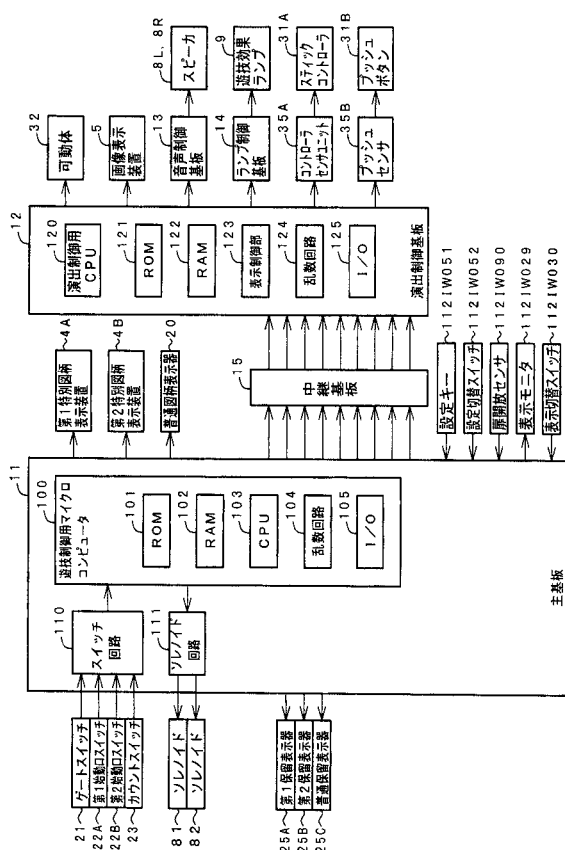 32
可動体
5
画像表示
装置
13
音声制御
基板
8L、8R
スピーカ
14
ランプ制御
基板
9
遊技効果
ランプ
35A
コントローラ
センサユニット
31A
スティック
コントローラ
35B
プッシュ
センサ
31B
プッシュ
ボタン
12
120
演出制御用
CPU
121
ROM
122
RAM
123
表示制御部
124
乱数回路
125
I/O
演出制御基板
4A
第1特別図柄
表示装置
4B
第2特別図柄
表示装置
20
普通図柄表示器
15
中継基板
設定キー
112IW051
設定切替スイッチ
112IW052
扉開放センサ
112IW090
表示モニタ
112IW029
表示切替スイッチ
112IW030
11
100
遊技制御用マイクロ
コンピュータ
101
ROM
102
RAM
103
CPU
104
乱数回路
105
I/O
110
スイッチ
回路
111
ソレノイド
回路
主基板
21
ゲートスイッチ
22A
第1始動口スイッチ
22B
第2始動口スイッチ
23
カウントスイッチ
81
ソレノイド
82
ソレノイド
25A
第1保留表示器
25B
第2保留表示器
25C
普通保留表示器